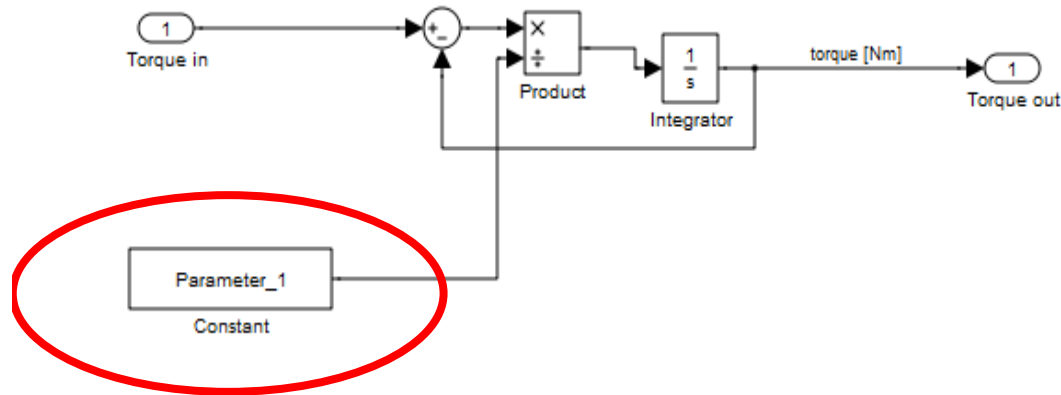 1
Torque in
+
-
×
÷
Product
1
s
Integrator
torque [Nm]
1
Torque out
Parameter_1
Constant